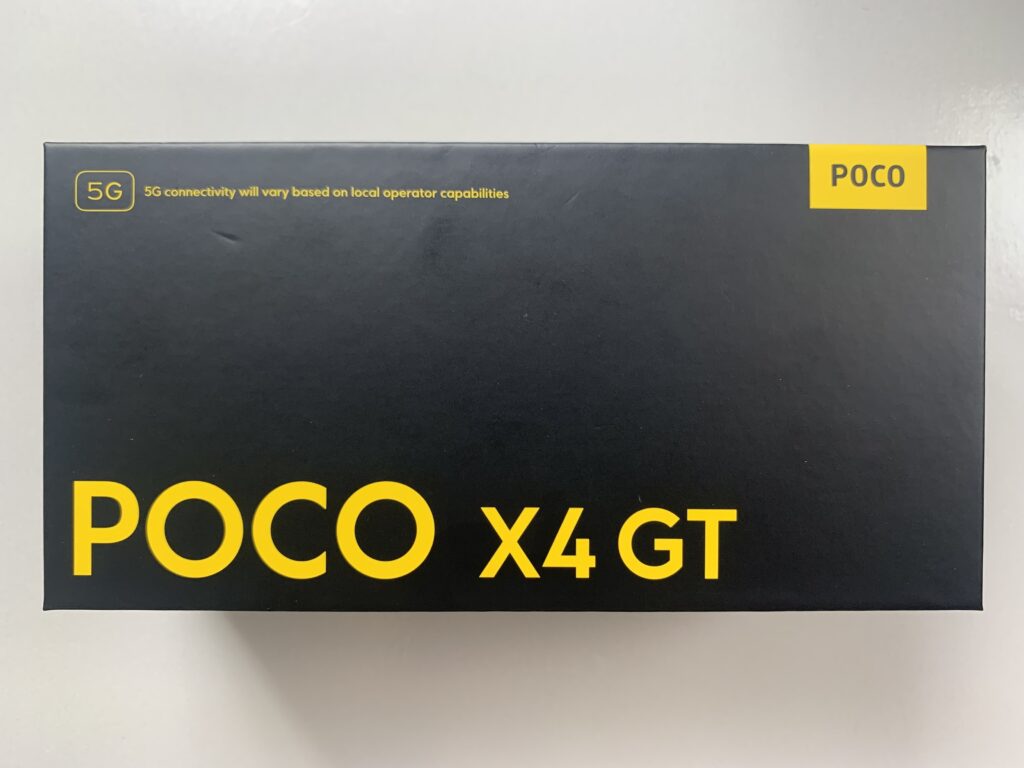 5G 5G connectivity will vary based on local operator capabilities
POCO
POCO X4 GT